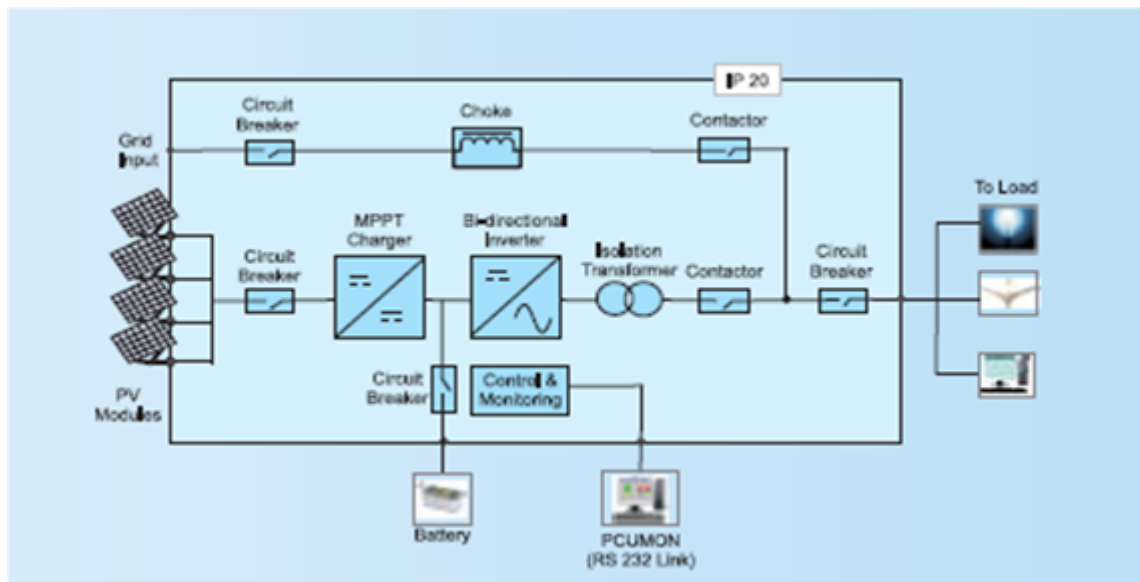 IP 20
Circuit
Breaker
Choke
Contactor
Grid
Input
To Load
MPPT
Charger
Bi-directional
Inverter
Circuit
Breaker
Isolation
Transformer
Contactor
Circuit
Breaker
PV
Modules
Circuit
Breaker
Control &
Monitoring
Battery
PCUMON
(RS 232 Link)